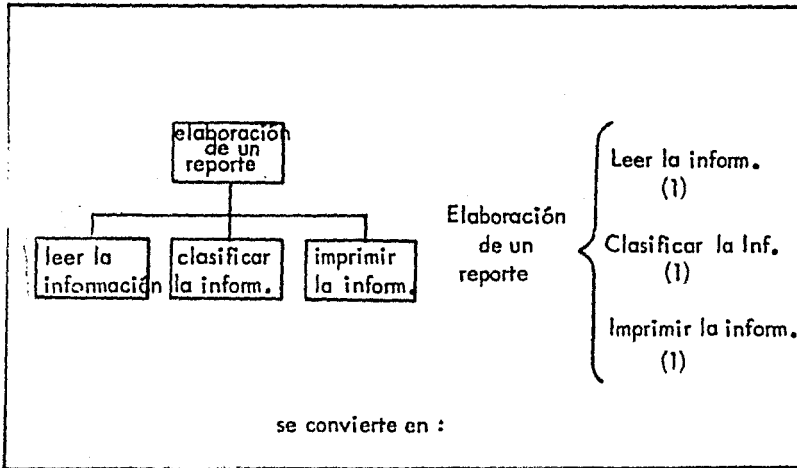 elaboración
de un
reporte
leer la
información
clasificar
la inform.
imprimir
la inform.
Elaboración
de un
reporte
Leer la inform.
(1)
Clasificar la Inf.
(1)
Imprimir la inform.
(1)
se convierte en :